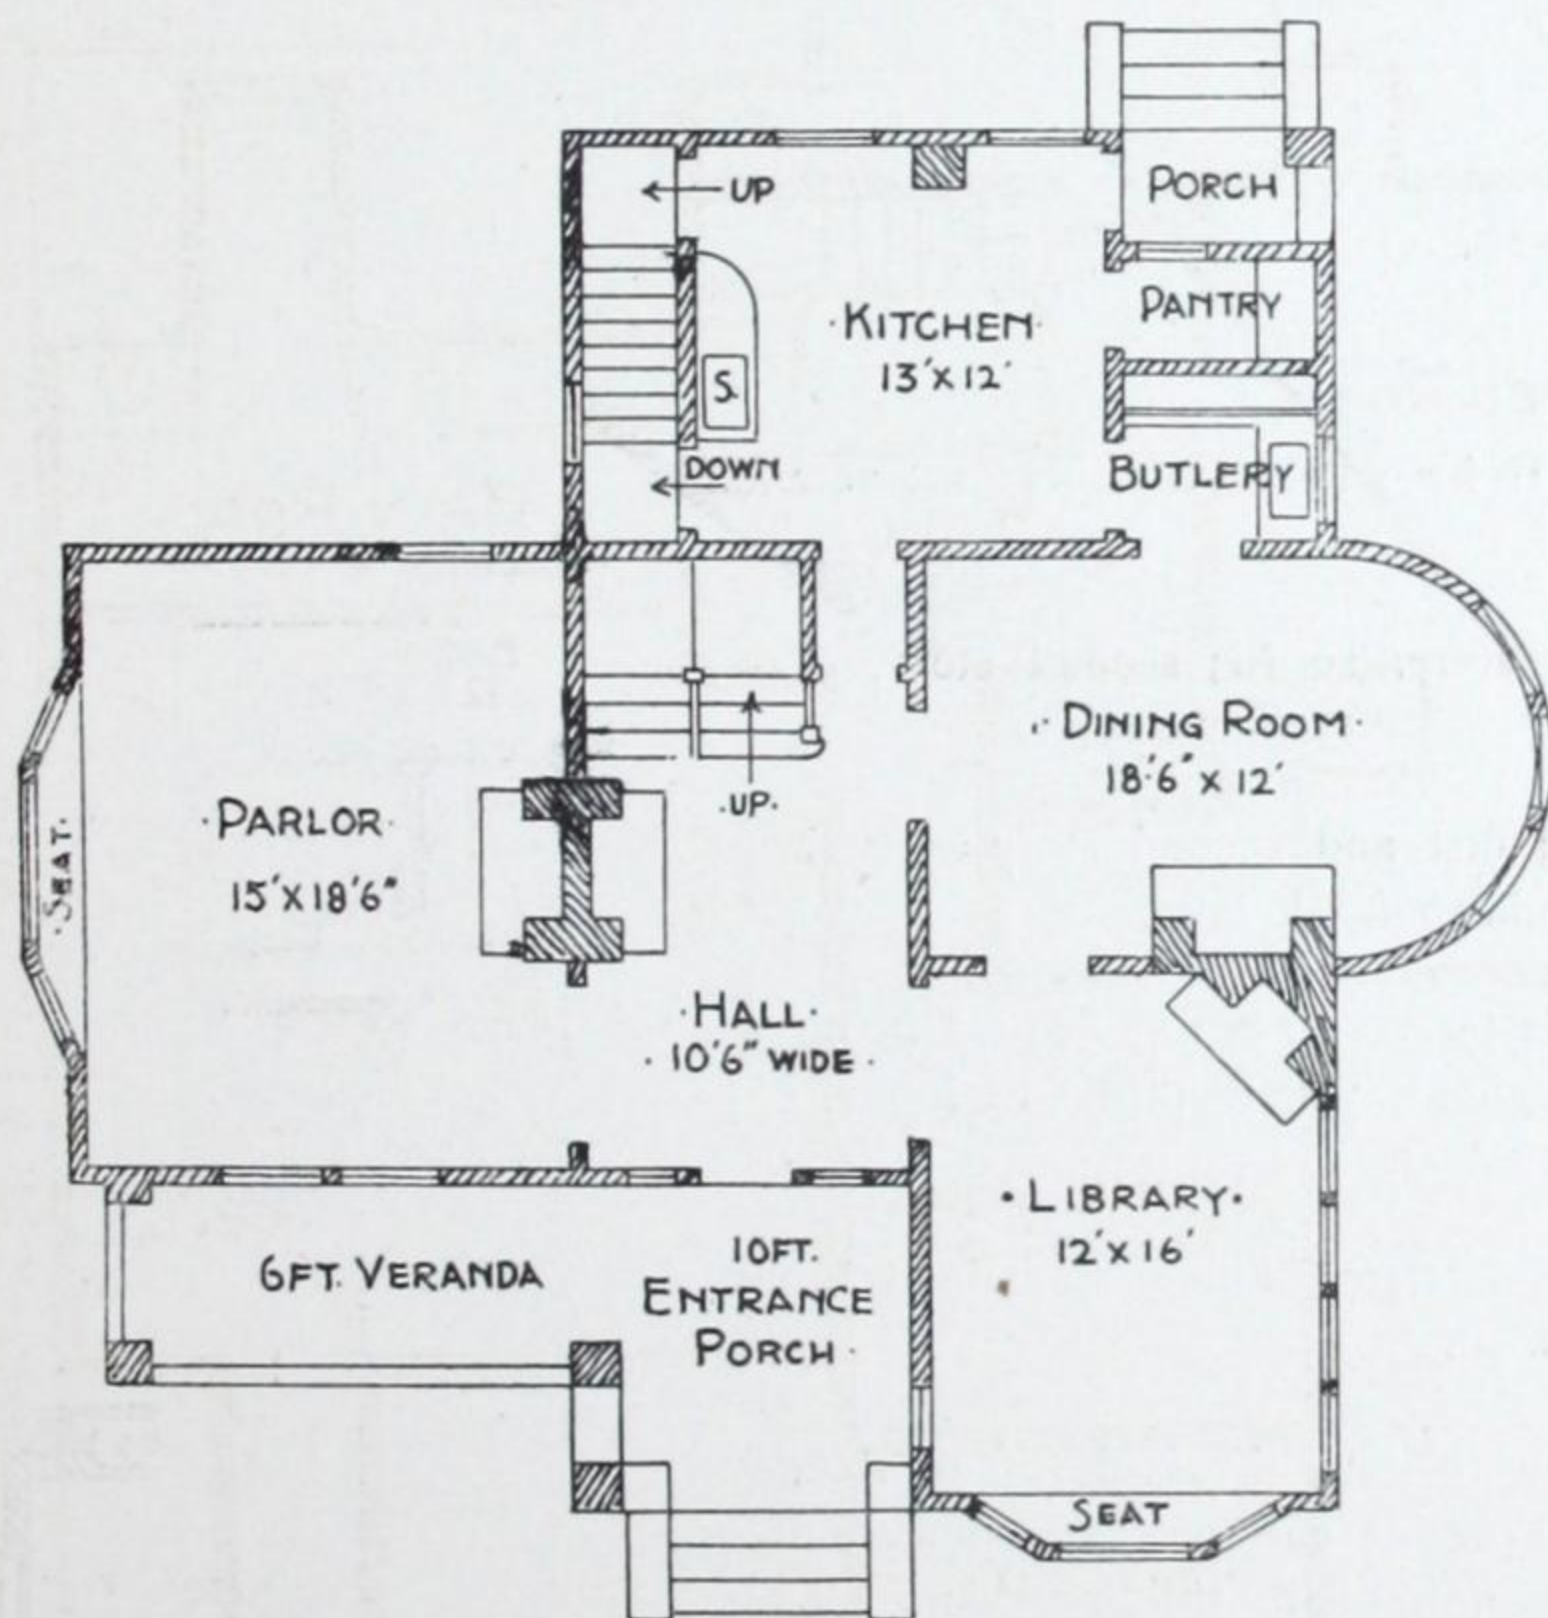 PORCH
UP
PANTRY
·KITCHEN·
13'X12'
S.
DOWN
BUTLERY
·DINING ROOM·
18'6" X 12'
·UP·
·PARLOR·
15'X18'6"
·SEAT·
·HALL·
·10'6" WIDE·
·LIBRARY·
12'X16'
6FT. VERANDA
10FT.
ENTRANCE
PORCH·
SEAT